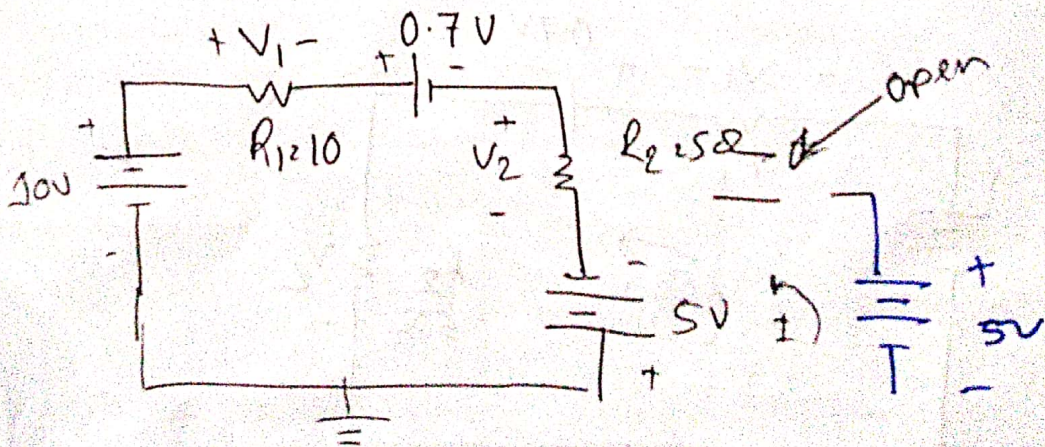 + V₁ -
0.7 V
+ -
open
+
10V
-
R₁=10
+
V₂
-
R₂=5Ω
-
5V
+
I
+
5V
-